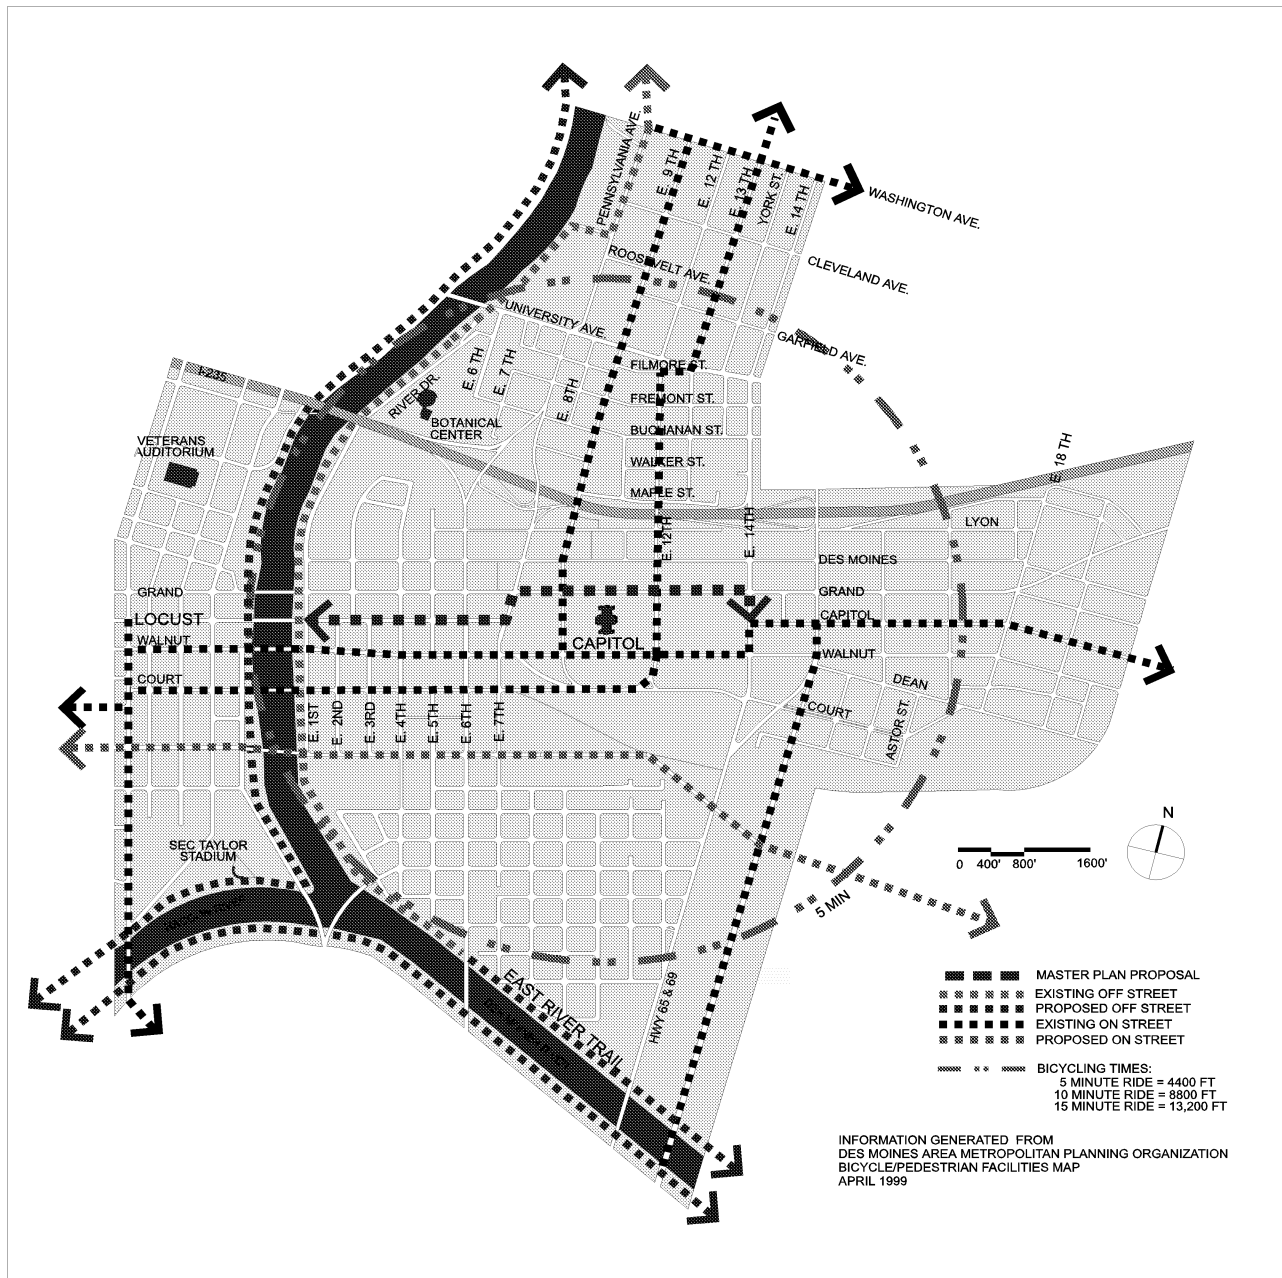 PENNSYLVANIA AVE.
E. 9 TH
E. 12 TH
E. 13 TH
YORK ST.
E. 14 TH
WASHINGTON AVE.
ROOSEVELT AVE.
CLEVELAND AVE.
UNIVERSITY AVE.
GARFIELD AVE.
I-235
E. 6 TH
E. 7 TH
E. 8TH
FILMORE ST.
RIVER DR.
FREMONT ST.
BOTANICAL
CENTER
BUCHANAN ST.
VETERANS
AUDITORIUM
WALKER ST.
E. 18 TH
MAPLE ST.
E. 12TH
E. 14TH
LYON
DES MOINES
GRAND
GRAND
LOCUST
CAPITOL
WALNUT
CAPITOL
WALNUT
COURT
DEAN
COURT
ASTOR ST.
E. 1ST
E. 2ND
E. 3RD
E. 4TH
E. 5TH
E. 6TH
E. 7TH
N
SEC TAYLOR
STADIUM
0 400' 800' 1600'
5 MIN
EAST RIVER TRAIL
HWY 65 & 69
MASTER PLAN PROPOSAL
EXISTING OFF STREET
PROPOSED OFF STREET
EXISTING ON STREET
PROPOSED ON STREET
BICYCLING TIMES:
5 MINUTE RIDE = 4400 FT
10 MINUTE RIDE = 8800 FT
15 MINUTE RIDE = 13,200 FT
INFORMATION GENERATED FROM
DES MOINES AREA METROPOLITAN PLANNING ORGANIZATION
BICYCLE/PEDESTRIAN FACILITIES MAP
APRIL 1999